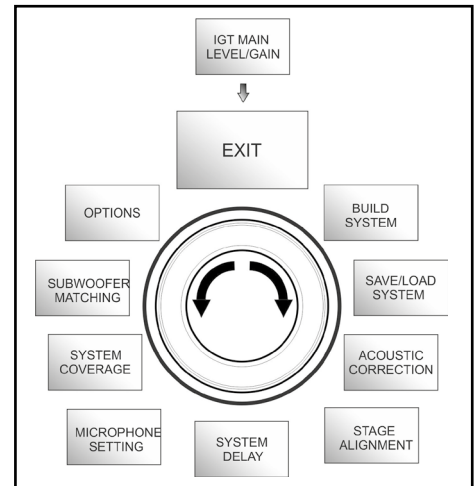 IGT MAIN
LEVEL/GAIN
EXIT
OPTIONS
BUILD
SYSTEM
SUBWOOFER
MATCHING
SAVE/LOAD
SYSTEM
SYSTEM
COVERAGE
ACOUSTIC
CORRECTION
MICROPHONE
SETTING
SYSTEM
DELAY
STAGE
ALIGNMENT